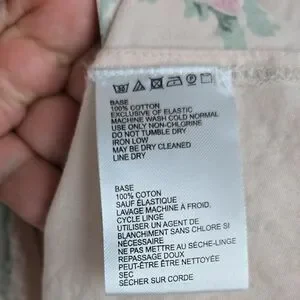 BASE
100% COTTON
EXCLUSIVE OF ELASTIC
MACHINE WASH COLD NORMAL
USE ONLY NON-CHLORINE
DO NOT TUMBLE DRY
IRON LOW
MAY BE DRY CLEANED
LINE DRY
BASE
100% COTON
SAUF ÉLASTIQUE
LAVAGE MACHINE À FROID,
CYCLE LINGE
UTILISER UN AGENT DE
BLANCHIMENT SANS CHLORE SI
NÉCESSAIRE
NE PAS METTRE AU SÈCHE-LINGE
REPASSAGE DOUX
PEUT-ÊTRE ÊTRE NETTOYÉE
SEC
SÉCHER SUR CORDE